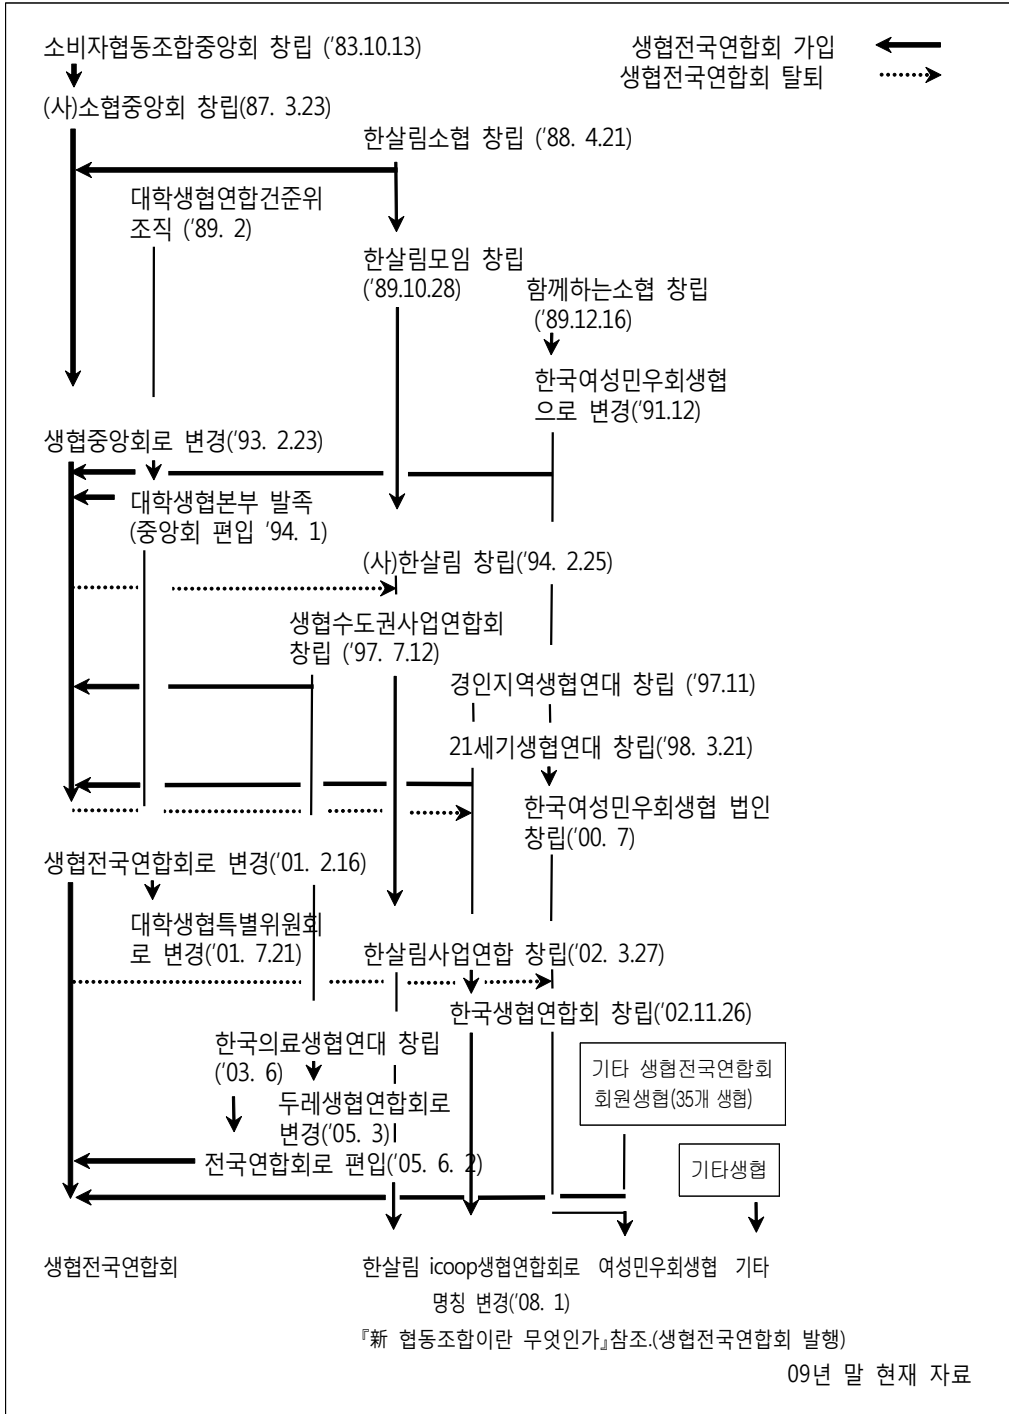 소비자협동조합중앙회 창립 ('83.10.13)
생협전국연합회 가입
생협전국연합회 탈퇴
(사)소협중앙회 창립(87. 3.23)
한살림소협 창립 ('88. 4.21)
대학생협연합건준위
조직 ('89. 2)
한살림모임 창립
('89.10.28)
함께하는소협 창립
('89.12.16)
한국여성민우회생협
으로 변경('91.12)
생협중앙회로 변경('93. 2.23)
대학생협본부 발족
(중앙회 편입 '94. 1)
(사)한살림 창립('94. 2.25)
생협수도권사업연합회
창립 ('97. 7.12)
경인지역생협연대 창립 ('97.11)
21세기생협연대 창립('98. 3.21)
한국여성민우회생협 법인
창립('00. 7)
생협전국연합회로 변경('01. 2.16)
대학생협특별위원회
로 변경('01. 7.21)
한살림사업연합 창립('02. 3.27)
한국생협연합회 창립('02.11.26)
한국의료생협연대 창립
('03. 6)
기타 생협전국연합회
회원생협(35개 생협)
두레생협연합회로
변경('05. 3)
전국연합회로 편입('05. 6. 2)
기타생협
생협전국연합회
한살림 icoop생협연합회로 여성민우회생협 기타
명칭 변경('08. 1)
『新 협동조합이란 무엇인가』참조.(생협전국연합회 발행)
09년 말 현재 자료